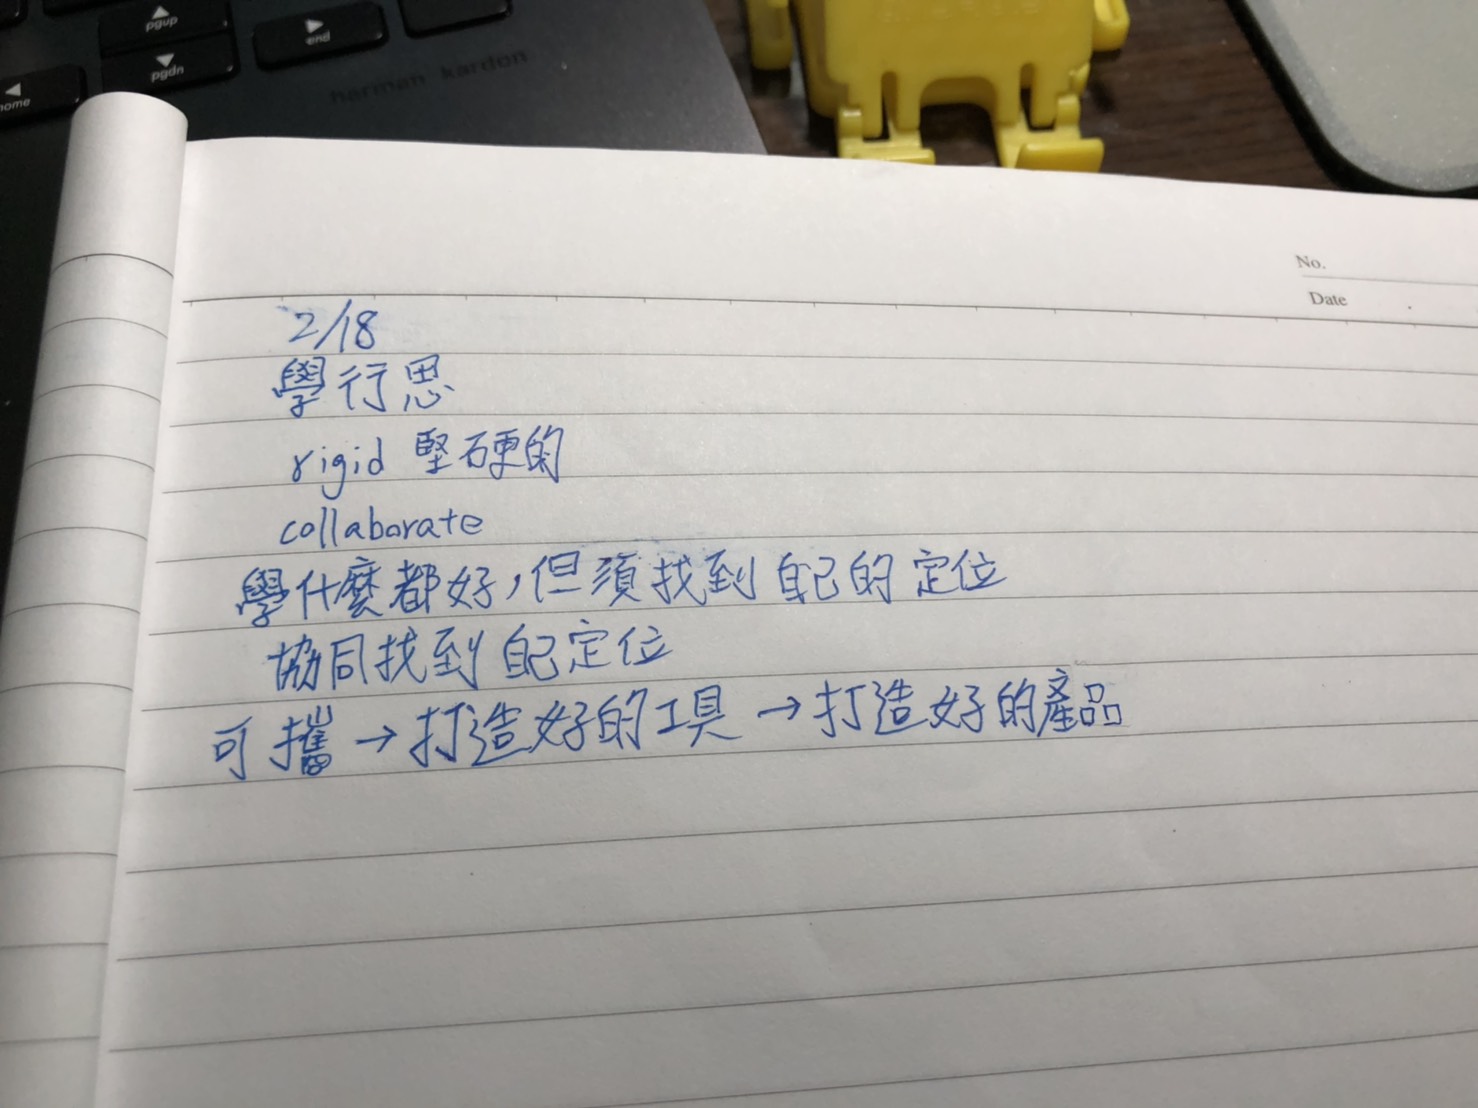 pgup
end
pgdn
home
harman kardon
No.
Date
2/18
學行思
rigid 堅硬的
collaborate
學什麼都好,但須找到自己的定位
協同找到自己定位
可攜→打造好的工具→打造好的產品